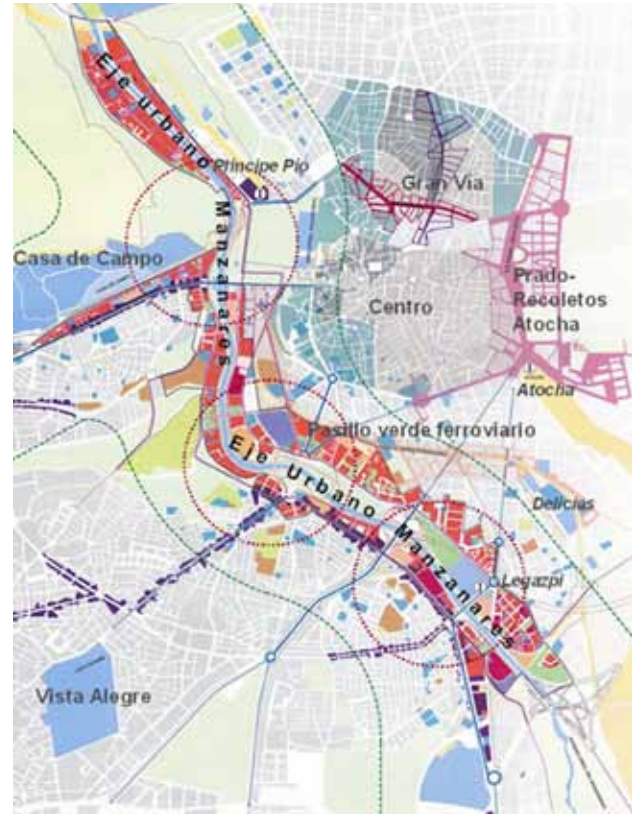 Eje urbano
Manzanares
Príncipe Pío
Gran Vía
Casa de Campo
Centro
Prado-
Recoletos
Atocha
Atocha
Pasillo verde ferroviario
Eje Urbano
Manzanares
Delicias
Legazpi
Vista Alegre